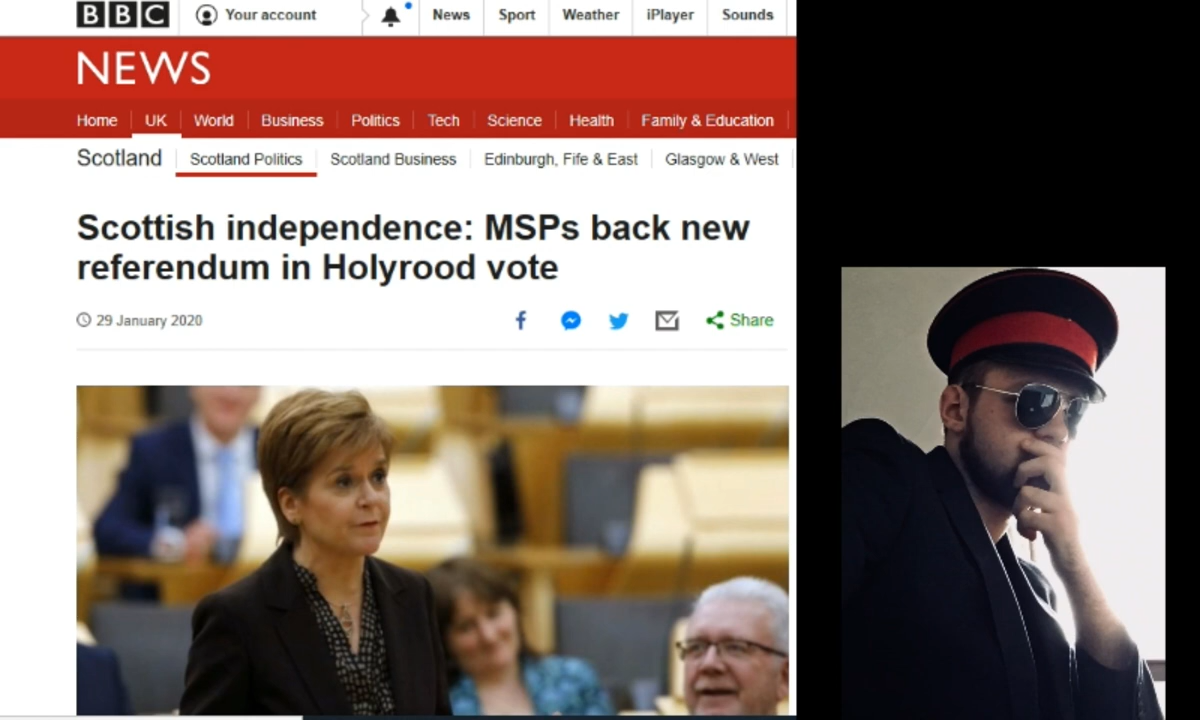 BBC Your account News Sport Weather iPlayer Sounds
NEWS
Home UK World Business Politics Tech Science Health Family & Education
Scotland Scotland Politics Scotland Business Edinburgh, Fife & East Glasgow & West
Scottish independence: MSPs back new
referendum in Holyrood vote
29 January 2020 Share